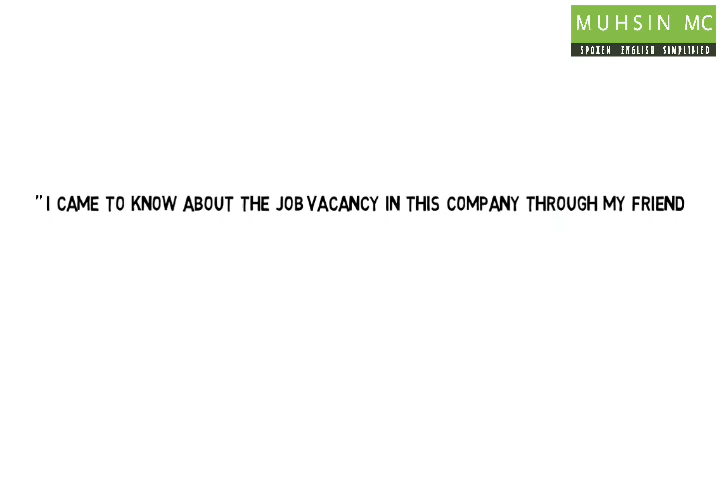 MUHSIN MC
SPOKEN ENGLISH SIMPLIFIED
"I CAME TO KNOW ABOUT THE JOB VACANCY IN THIS COMPANY THROUGH MY FRIEND